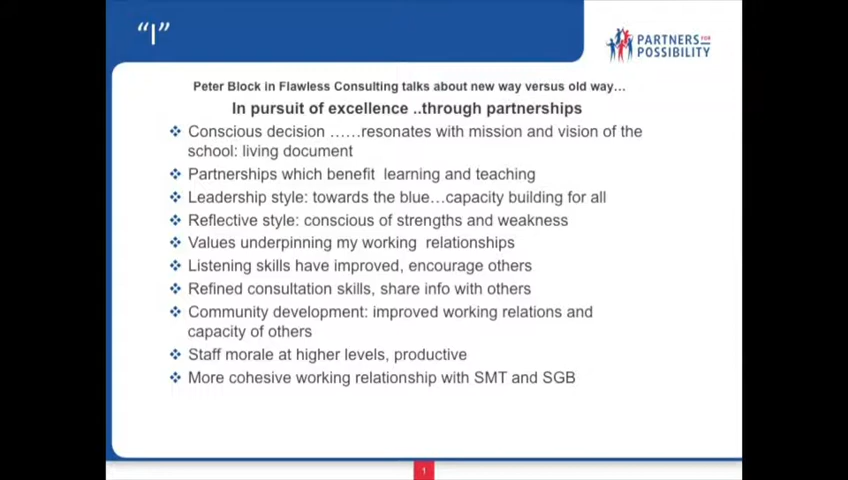 “I”
PARTNERS FOR
POSSIBILITY
Peter Block in Flawless Consulting talks about new way versus old way…
In pursuit of excellence ..through partnerships
Conscious decision ……resonates with mission and vision of the
school: living document
Partnerships which benefit learning and teaching
Leadership style: towards the blue…capacity building for all
Reflective style: conscious of strengths and weakness
Values underpinning my working relationships
Listening skills have improved, encourage others
Refined consultation skills, share info with others
Community development: improved working relations and
capacity of others
Staff morale at higher levels, productive
More cohesive working relationship with SMT and SGB
1